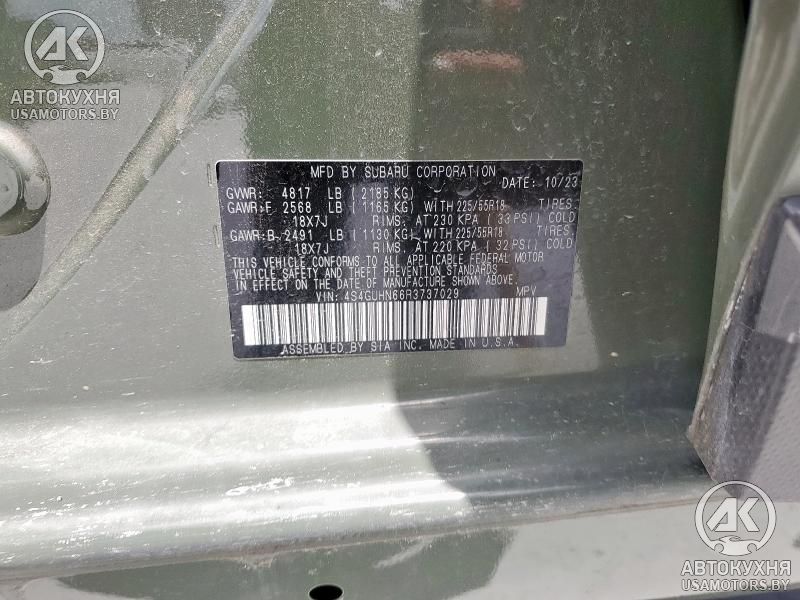 AK
АВТОКУХНЯ
USAMOTORS.BY
MFD BY SUBARU CORPORATION
DATE: 10/23
GVWR: 4817 LB ( 2185 KG)
GAWR:F 2568 LB ( 1165 KG) WITH 225/55R18 TIRES
18X7J RIMS. AT 230 KPA ( 33 PSI) COLD
GAWR:B 2491 LB ( 1130 KG) WITH 225/55R18 TIRES
18X7J RIMS. AT 220 KPA ( 32 PSI) COLD
THIS VEHICLE CONFORMS TO ALL APPLICABLE FEDERAL MOTOR
VEHICLE SAFETY AND THEFT PREVENTION STANDARDS
IN EFFECT ON THE DATE OF MANUFACTURE SHOWN ABOVE.
VIN: 4S4GUHN66R3737029 MPV
ASSEMBLED BY SIA INC. MADE IN U.S.A.
AK
АВТОКУХНЯ
USAMOTORS.BY